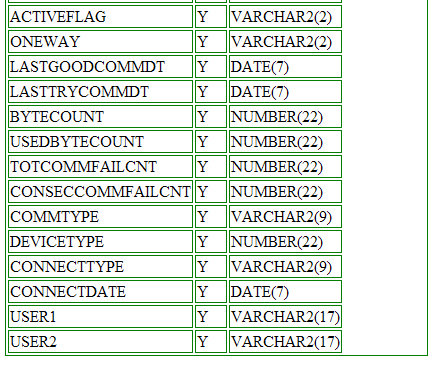 ACTIVEFLAG Y VARCHAR2(2)
ONEWAY Y VARCHAR2(2)
LASTGOODCOMMDT Y DATE(7)
LASTTRYCOMMDT Y DATE(7)
BYTECOUNT Y NUMBER(22)
USEDBYTECOUNT Y NUMBER(22)
TOTCOMMFAILCNT Y NUMBER(22)
CONSECCOMMFAILCNT Y NUMBER(22)
COMMTYPE Y VARCHAR2(9)
DEVICETYPE Y NUMBER(22)
CONNECTTYPE Y VARCHAR2(9)
CONNECTDATE Y DATE(7)
USER1 Y VARCHAR2(17)
USER2 Y VARCHAR2(17)